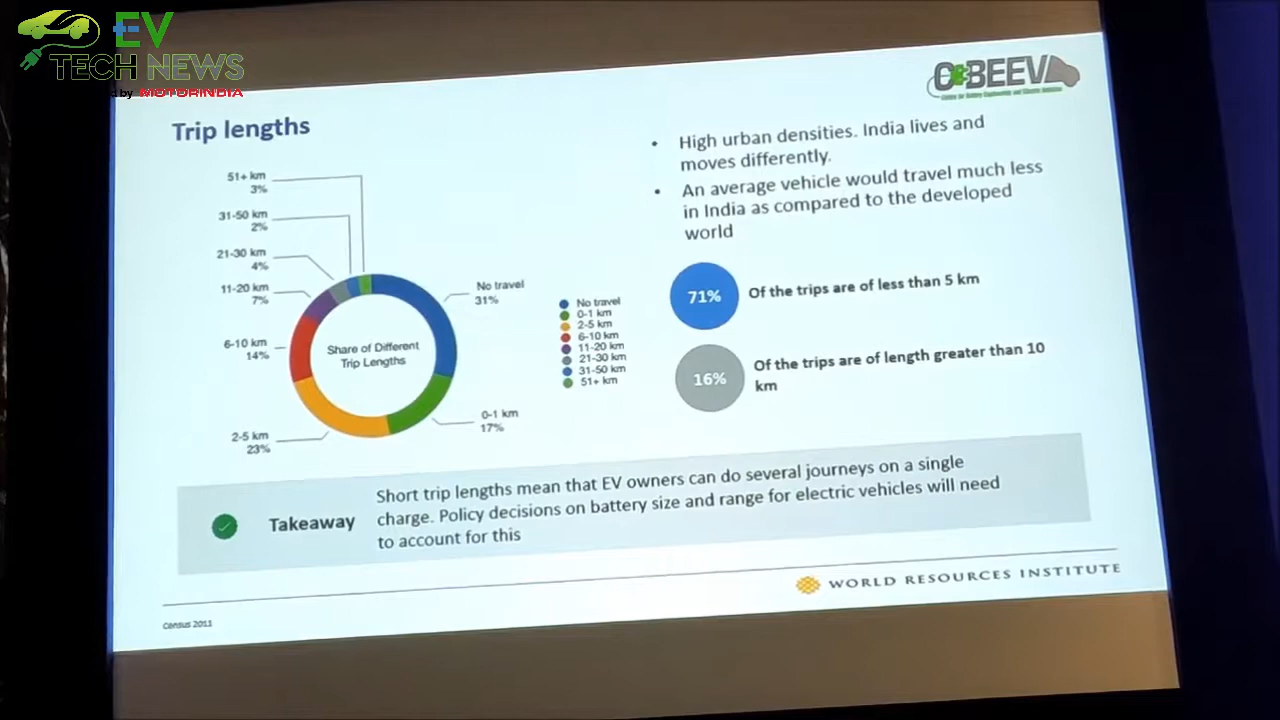 EV
TECH NEWS
by MOTORINDIA
C BEEV
Trip lengths
51+ km
3%
31-50 km
2%
21-30 km
4%
11-20 km
7%
6-10 km
14%
2-5 km
23%
No travel
31%
0-1 km
17%
Share of Different
Trip Lengths
No travel
0-1 km
2-5 km
6-10 km
11-20 km
21-30 km
31-50 km
51+ km
• High urban densities. India lives and
moves differently.
• An average vehicle would travel much less
in India as compared to the developed
world
71%
Of the trips are of less than 5 km
16%
Of the trips are of length greater than 10
km
Takeaway
Short trip lengths mean that EV owners can do several journeys on a single
charge. Policy decisions on battery size and range for electric vehicles will need
to account for this
WORLD RESOURCES INSTITUTE
Census 2011